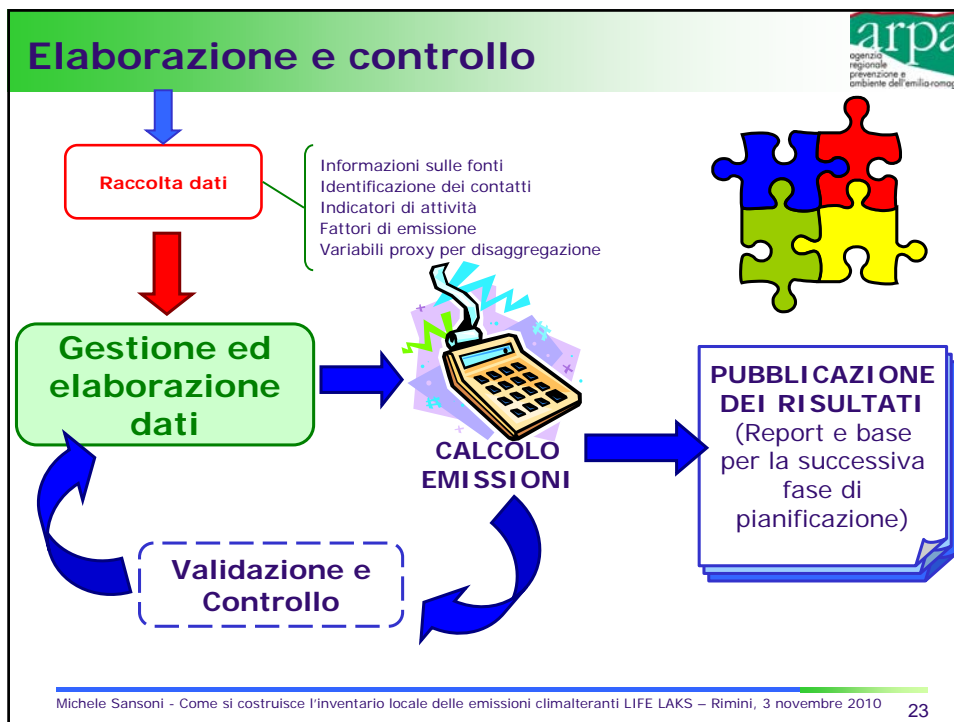 Elaborazione e controllo
arpa
agenzia
regionale
prevenzione e
ambiente dell'emilia-romag
Raccolta dati
Informazioni sulle fonti
Identificazione dei contatti
Indicatori di attività
Fattori di emissione
Variabili proxy per disaggregazione
Gestione ed
elaborazione
dati
CALCOLO
EMISSIONI
PUBBLICAZIONE
DEI RISULTATI
(Report e base
per la successiva
fase di
pianificazione)
Validazione e
Controllo
Michele Sansoni - Come si costruisce l'inventario locale delle emissioni climalteranti LIFE LAKS – Rimini, 3 novembre 2010
23